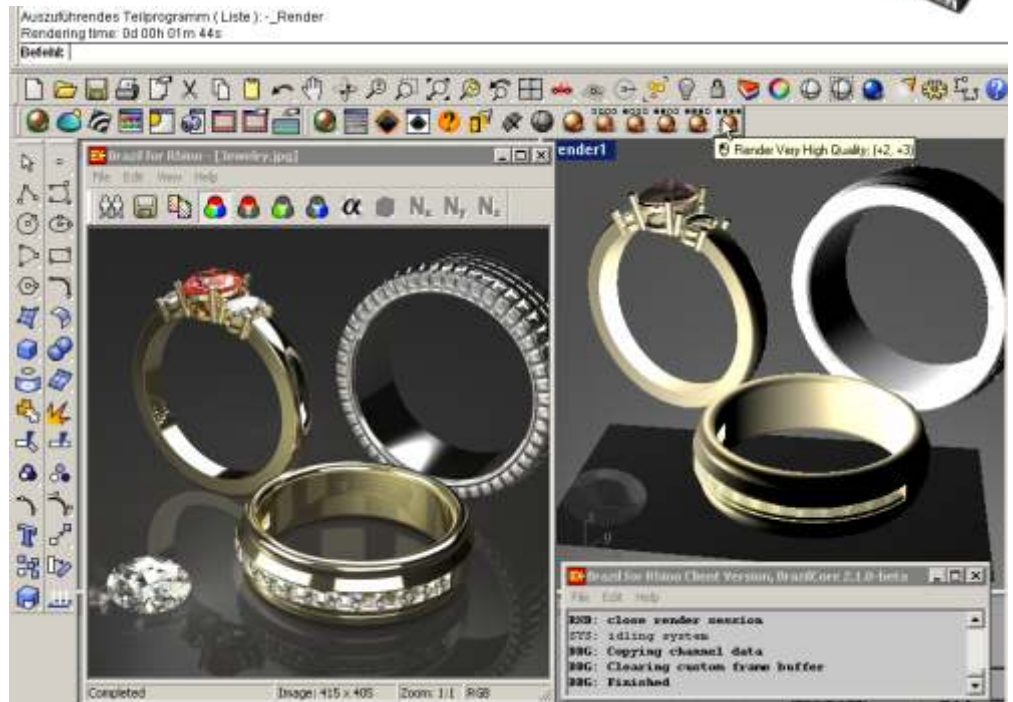 Auszuführendes Teilprogramm ( Liste ): -_Render
Rendering time: 0d 00h 01m 44s
Befehl:
Brazil for Rhino - [Jewelry.jpg]
File Edit View Help
α N x N y N z
ender1
Render Very High Quality: (+2, +3)
Brazil for Rhino Client Version, BrazilCore 2.1.0-beta
File Edit Help
RND: close render session
SYS: idling system
DBG: Copying channel data
DBG: Clearing custom frame buffer
DBG: Finished
Completed Image: 415 x 405 Zoom: 1:1 RGB